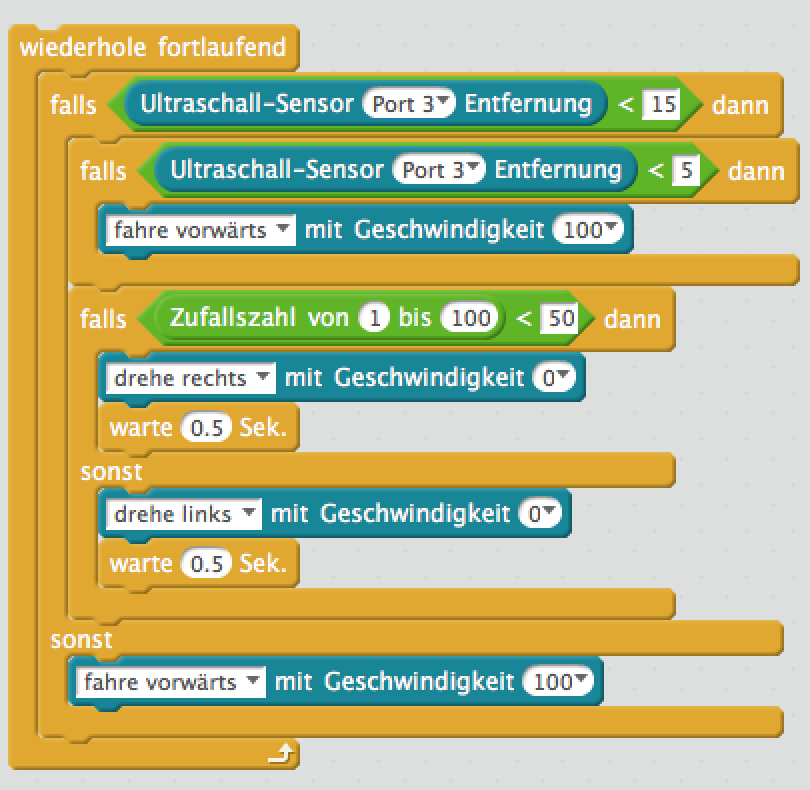 wiederhole fortlaufend
falls Ultraschall-Sensor Port 3 Entfernung < 15 dann
falls Ultraschall-Sensor Port 3 Entfernung < 5 dann
fahre vorwärts mit Geschwindigkeit 100
falls Zufallszahl von 1 bis 100 < 50 dann
drehe rechts mit Geschwindigkeit 0
warte 0.5 Sek.
sonst
drehe links mit Geschwindigkeit 0
warte 0.5 Sek.
sonst
fahre vorwärts mit Geschwindigkeit 100